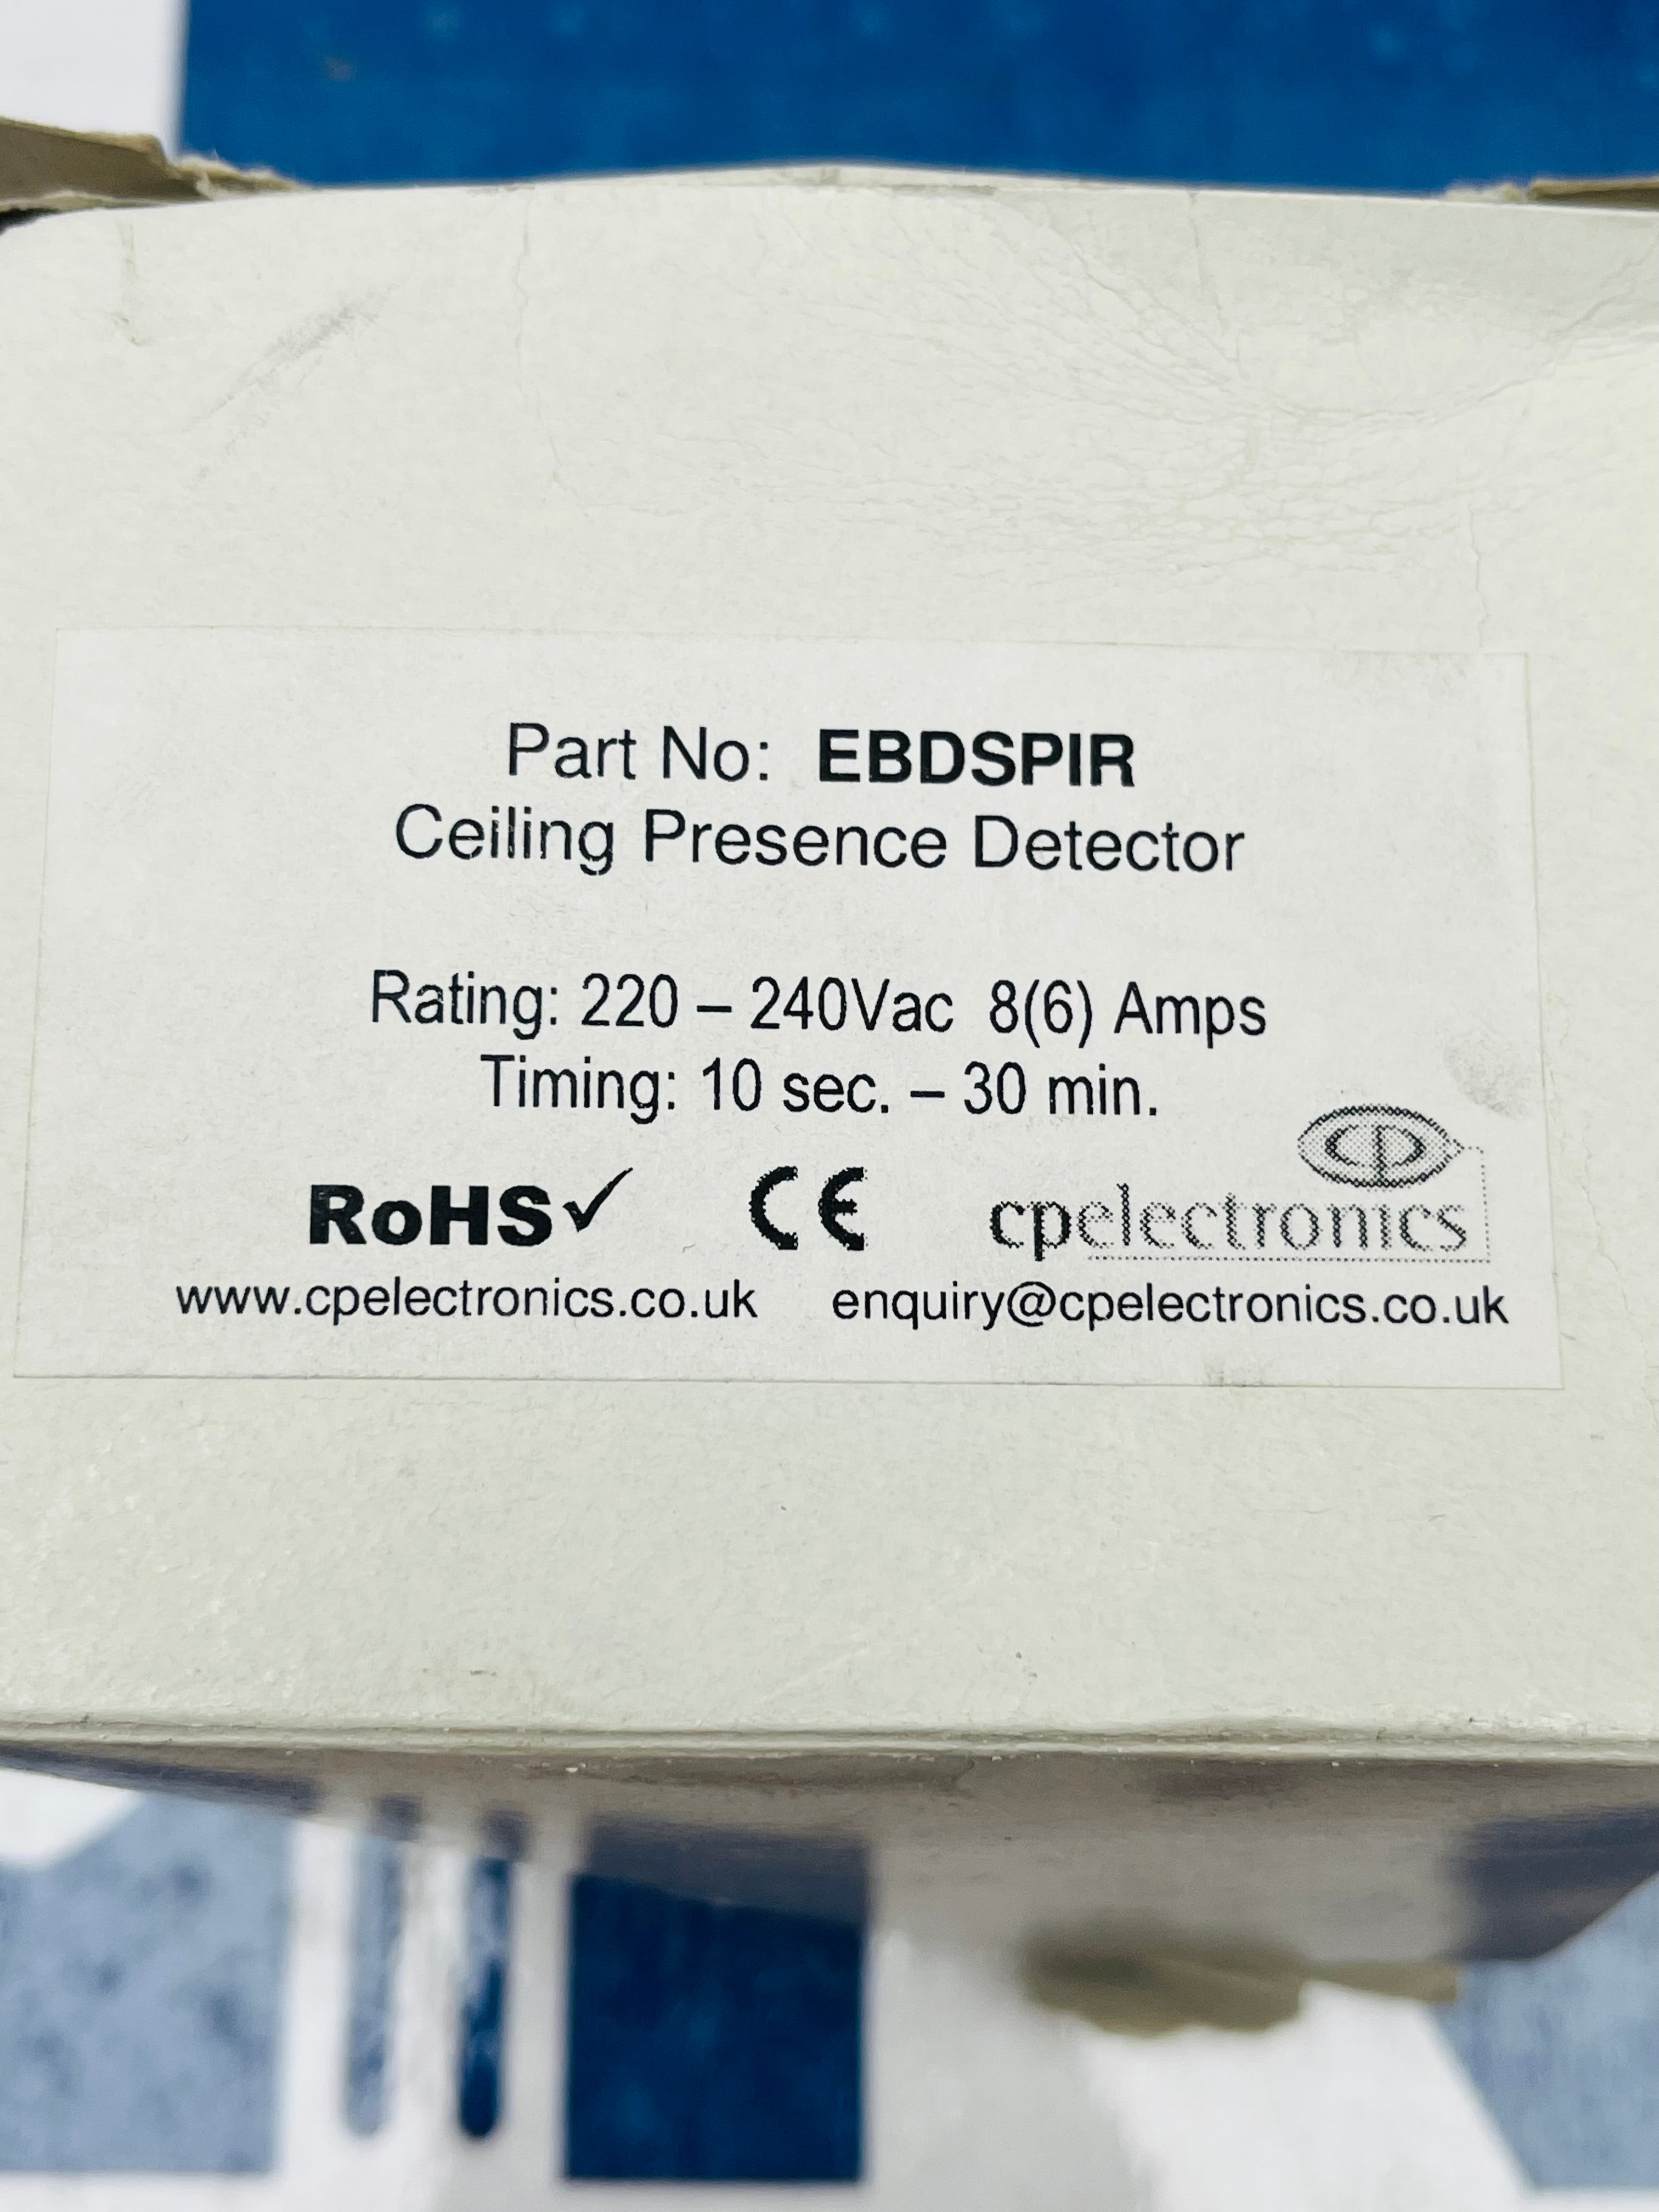 Part No: EBDSPIR
Ceiling Presence Detector
Rating: 220 – 240Vac 8(6) Amps
Timing: 10 sec. – 30 min.
RoHS✓ CE cpelectronics
www.cpelectronics.co.uk enquiry@cpelectronics.co.uk